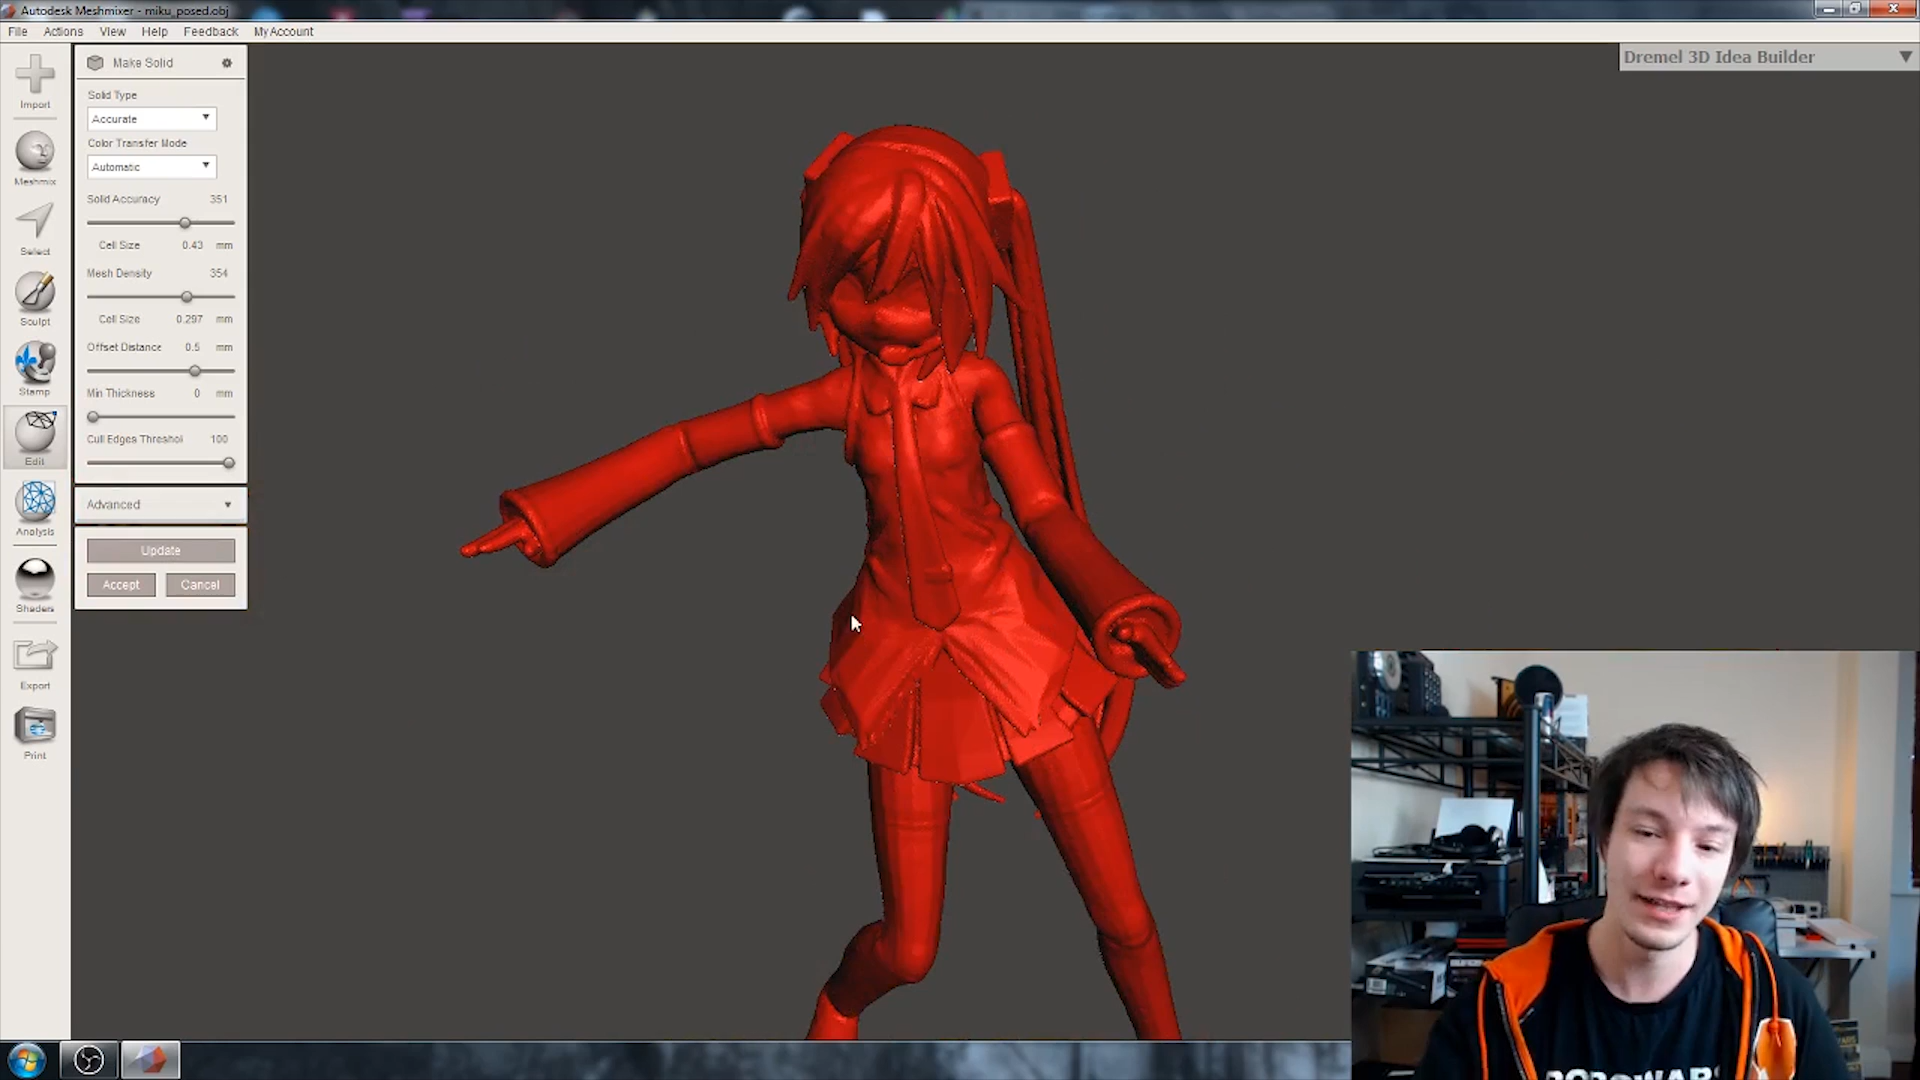 Autodesk Meshmixer - miku_posed.obj
File Actions View Help Feedback MyAccount
Dremel 3D Idea Builder
Import
Meshmix
Select
Sculpt
Stamp
Edit
Analysis
Shaders
Export
Print
Make Solid
Solid Type
Accurate
Color Transfer Mode
Automatic
Solid Accuracy 351
Cell Size 0.43 mm
Mesh Density 354
Cell Size 0.297 mm
Offset Distance 0.5 mm
Min Thickness 0 mm
Cull Edges Threshol 100
Advanced
Update
Accept Cancel